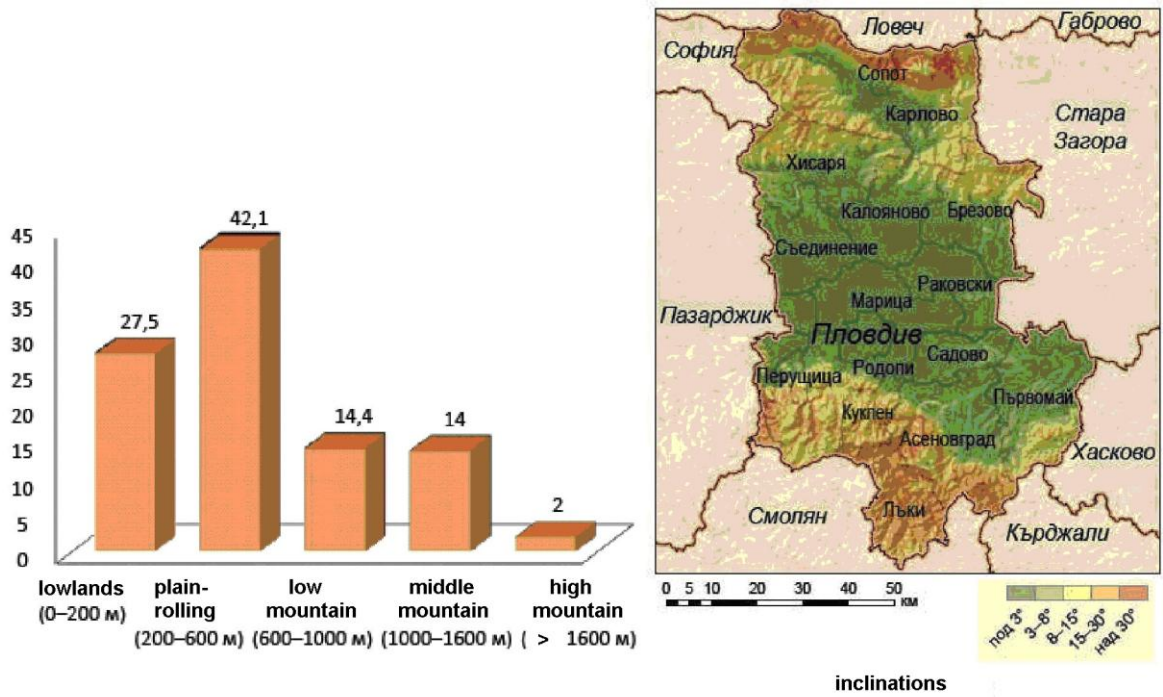 45
40
35
30
25
20
15
10
5
0
27,5
42,1
14,4
14
2
lowlands
(0–200 м)
plain-
rolling
(200–600 м)
low
mountain
(600–1000 м)
middle
mountain
(1000–1600 м)
high
mountain
( > 1600 м)
Ловеч
Габрово
София
Сопот
Карлово
Стара
Загора
Хисаря
Калояново
Брезово
Съединение
Раковски
Марица
Пазарджик
Пловдив
Садово
Родопи
Перущица
Първомай
Куклен
Асеновград
Хасково
Лъки
Смолян
Кърджали
0 5 10 20 30 40 50
км
под 3°
3–8°
8–15°
15–30°
над 30°
inclinations